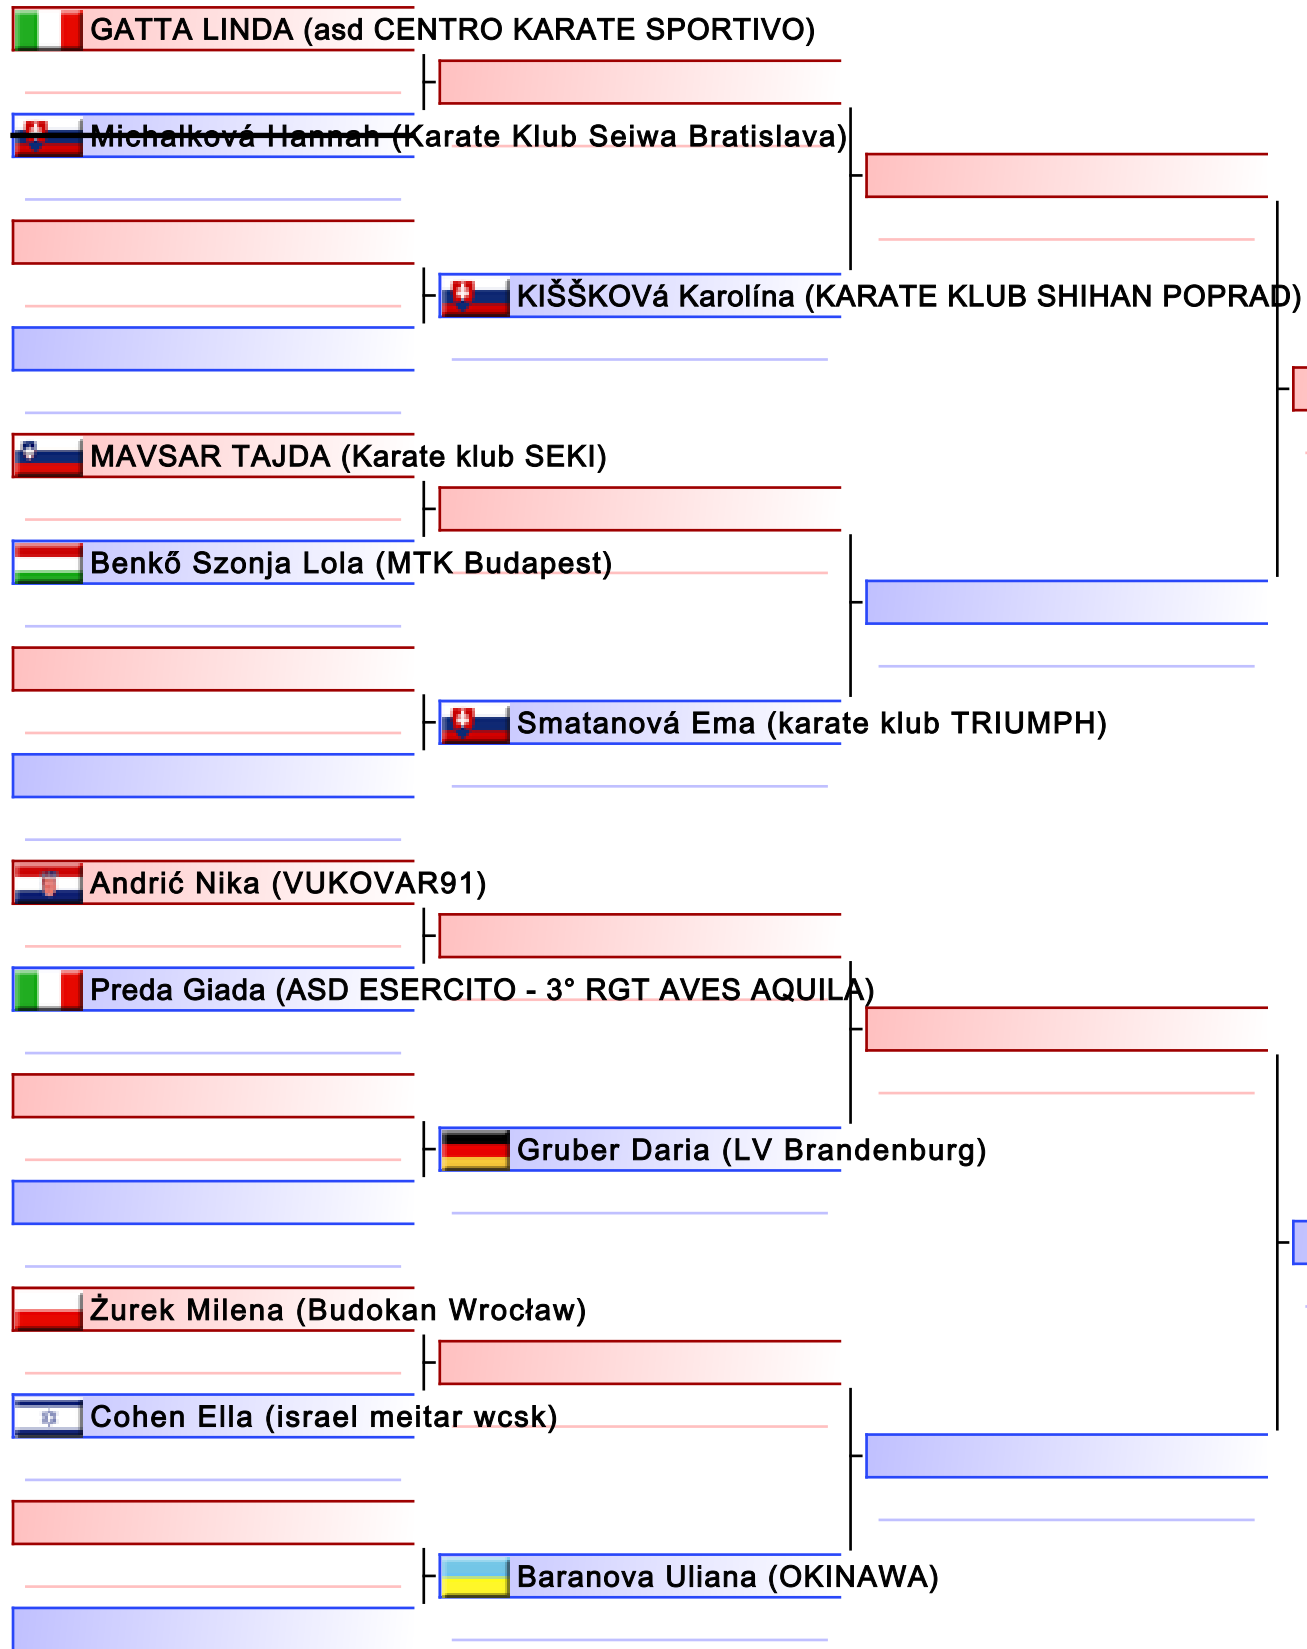 GATTA LINDA (asd CENTRO KARATE SPORTIVO)
Michalková Hannah (Karate Klub Seiwa Bratislava)
KIŠŠKOVá Karolína (KARATE KLUB SHIHAN POPRAD)
MAVSAR TAJDA (Karate klub SEKI)
Benkő Szonja Lola (MTK Budapest)
Smatanová Ema (karate klub TRIUMPH)
Andrić Nika (VUKOVAR91)
Preda Giada (ASD ESERCITO - 3° RGT AVES AQUILA)
Gruber Daria (LV Brandenburg)
Żurek Milena (Budokan Wrocław)
Cohen Ella (israel meitar wcsk)
Baranova Uliana (OKINAWA)